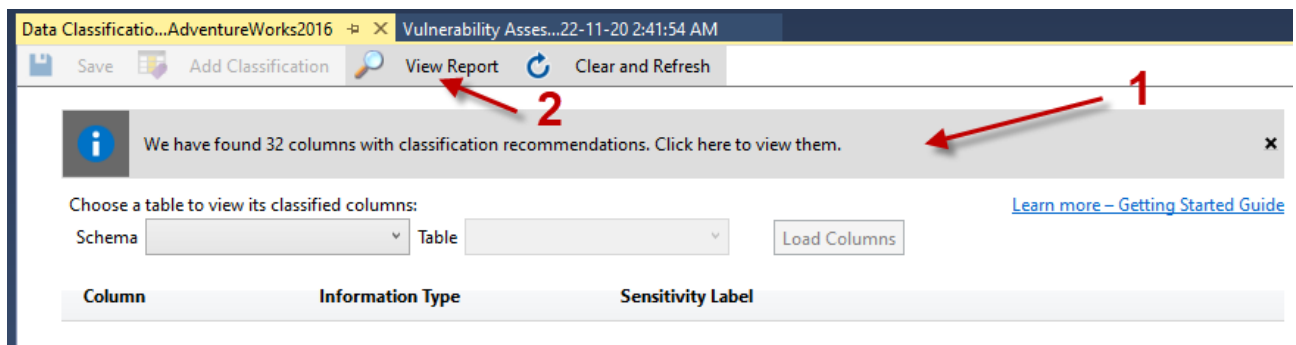 Data Classificatio...AdventureWorks2016 Vulnerability Asses...22-11-20 2:41:54 AM
Save Add Classification View Report Clear and Refresh
1
2
We have found 32 columns with classification recommendations. Click here to view them.
Choose a table to view its classified columns: Learn more – Getting Started Guide
Schema Table Load Columns
Column Information Type Sensitivity Label